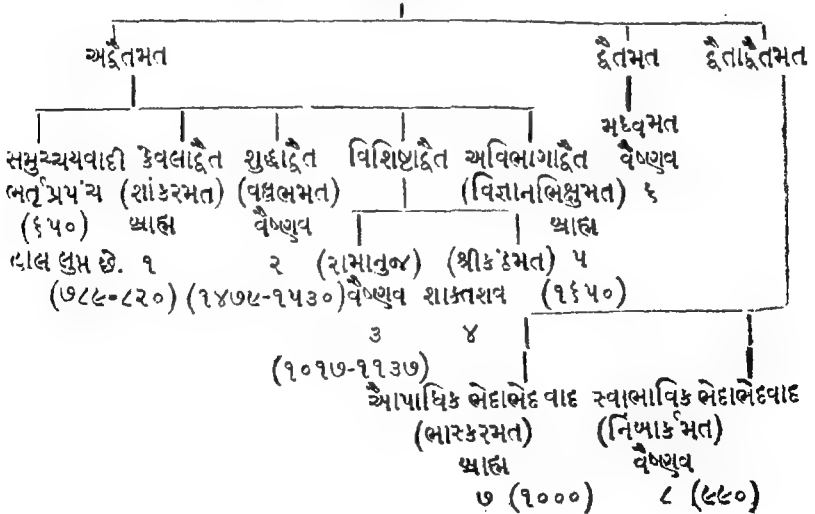 અદ્વૈતમત દ્વૈતમત દ્વૈતાદ્વૈતમત
મધ્વમત
સમુચ્ચયવાદી કેવલાદ્વૈત શુદ્ધાદ્વૈત વિશિષ્ટાદ્વૈત અવિભાગાદ્વૈત વૈષ્ણવ
ભર્તૃપ્રપંચ (શાંકરમત) (વલ્લભમત) (વિજ્ઞાનભિક્ષુમત) ૬
(૬૫૦) બ્રાહ્મ વૈષ્ણવ બ્રાહ્મ
હાલ લુપ્ત છે. ૧ ૨ (રામાનુજ) (શ્રીકંઠમત) ૫
(૭૮૯-૮૨૦) (૧૪૭૯-૧૫૩૦) વૈષ્ણવ શાક્તશવ (૧૬૫૦)
૩ ૪
(૧૦૧૭-૧૧૩૭)
ઔપાધિક ભેદાભેદ વાદ સ્વાભાવિક ભેદાભેદવાદ
(ભાસ્કરમત) (નિંબાર્કમત)
બ્રાહ્મ વૈષ્ણવ
૭ (૧૦૦૦) ૮ (૯૯૦)